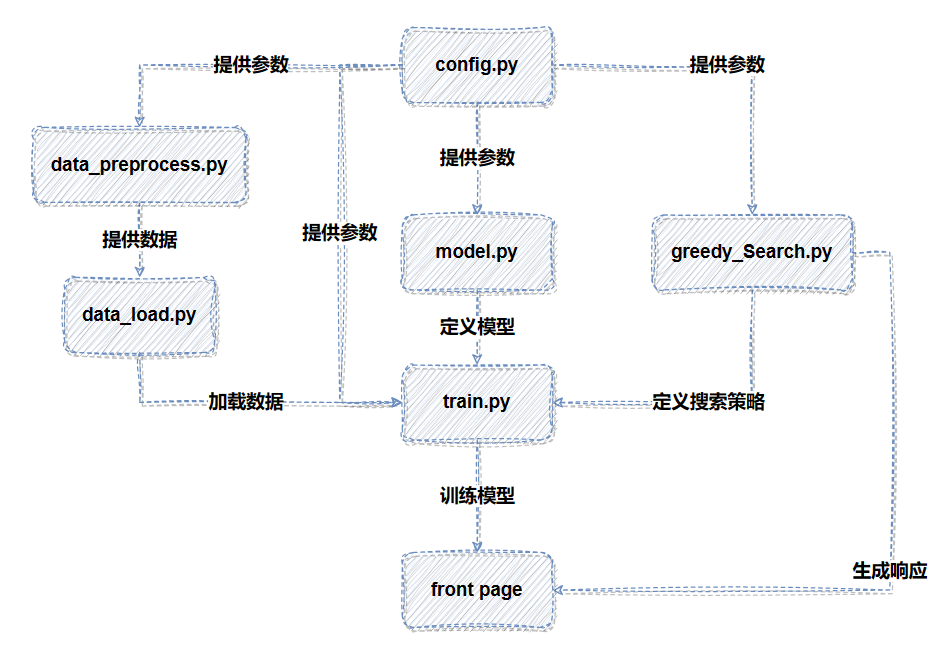 config.py
提供参数
提供参数
提供参数
data_preprocess.py
提供参数
提供数据
model.py
greedy_Search.py
data_load.py
定义模型
加载数据
train.py
定义搜索策略
训练模型
生成响应
front page